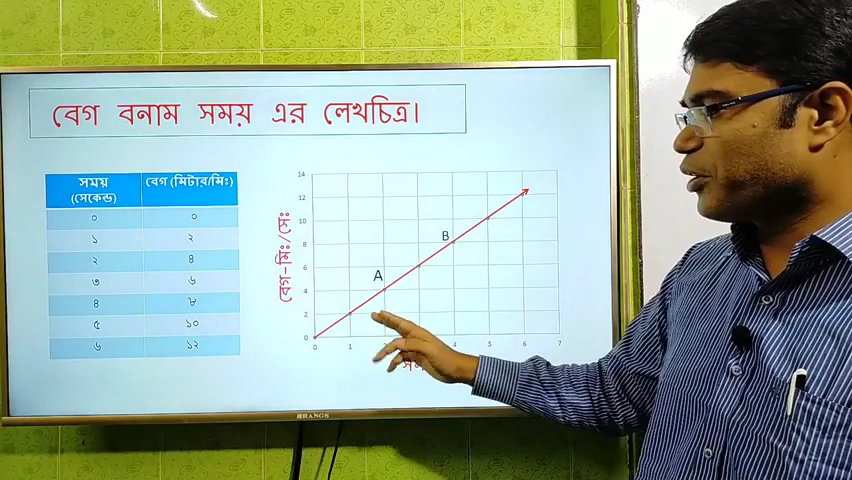 বেগ বনাম সময় এর লেখচিত্র।
সময় (সেকেন্ড) বেগ (মিটার/মিঃ)
০ ০
১ ২
২ ৪
৩ ৬
৪ ৮
৫ ১০
৬ ১২
বেগ-মিঃ/সেঃ
14
12
10
8
6
4
2
0
A
B
0 1 4 5 6 7
RANGS